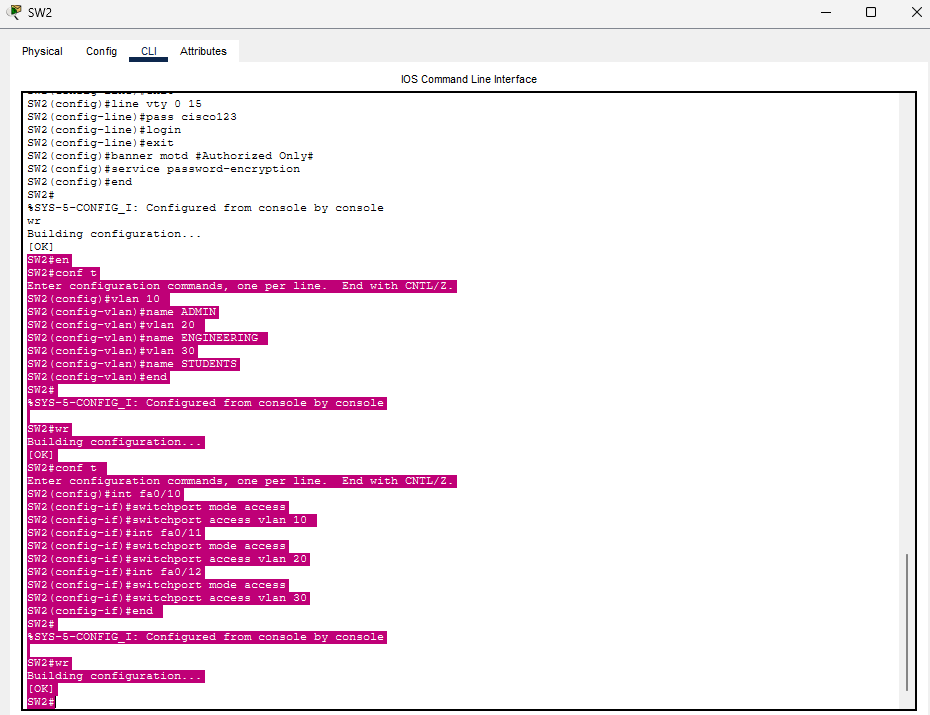 SW2
Physical Config CLI Attributes
IOS Command Line Interface
SW2(config)#line vty 0 15
SW2(config-line)#pass cisco123
SW2(config-line)#login
SW2(config-line)#exit
SW2(config)#banner motd #Authorized Only#
SW2(config)#service password-encryption
SW2(config)#end
SW2#
%SYS-5-CONFIG_I: Configured from console by console
wr
Building configuration...
[OK]
SW2#en
SW2#conf t
Enter configuration commands, one per line.  End with CNTL/Z.
SW2(config)#vlan 10
SW2(config-vlan)#name ADMIN
SW2(config-vlan)#vlan 20
SW2(config-vlan)#name ENGINEERING
SW2(config-vlan)#vlan 30
SW2(config-vlan)#name STUDENTS
SW2(config-vlan)#end
SW2#
%SYS-5-CONFIG_I: Configured from console by console
SW2#wr
Building configuration...
[OK]
SW2#conf t
Enter configuration commands, one per line.  End with CNTL/Z.
SW2(config)#int fa0/10
SW2(config-if)#switchport mode access
SW2(config-if)#switchport access vlan 10
SW2(config-if)#int fa0/11
SW2(config-if)#switchport mode access
SW2(config-if)#switchport access vlan 20
SW2(config-if)#int fa0/12
SW2(config-if)#switchport mode access
SW2(config-if)#switchport access vlan 30
SW2(config-if)#end
SW2#
%SYS-5-CONFIG_I: Configured from console by console
SW2#wr
Building configuration...
[OK]
SW2#